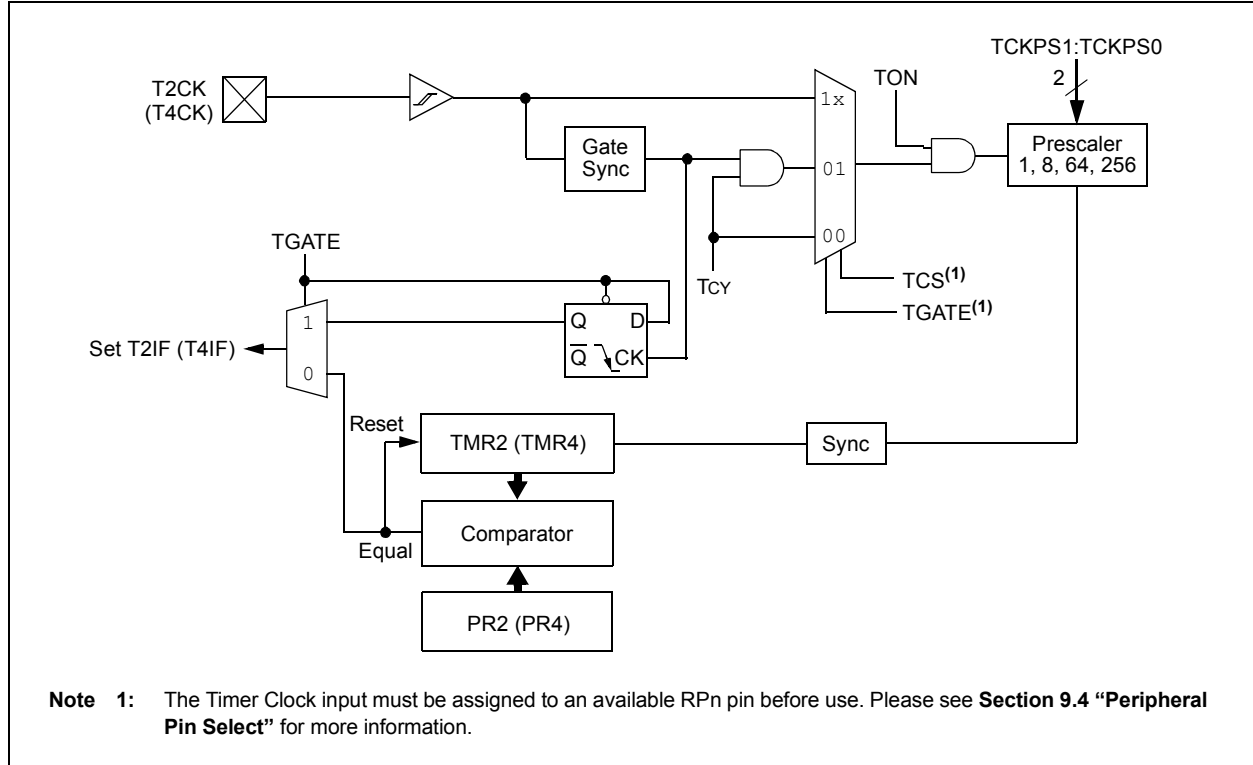 TCKPS1:TCKPS0
2
TON
T2CK
(T4CK)
1x
Gate
Sync
01
Prescaler
1, 8, 64, 256
00
TGATE
TCY
TCS(1)
TGATE(1)
1
Q
D
Set T2IF (T4IF)
Q
CK
0
Reset
TMR2 (TMR4)
Sync
Comparator
Equal
PR2 (PR4)
Note 1: The Timer Clock input must be assigned to an available RPn pin before use. Please see Section 9.4 “Peripheral
Pin Select” for more information.